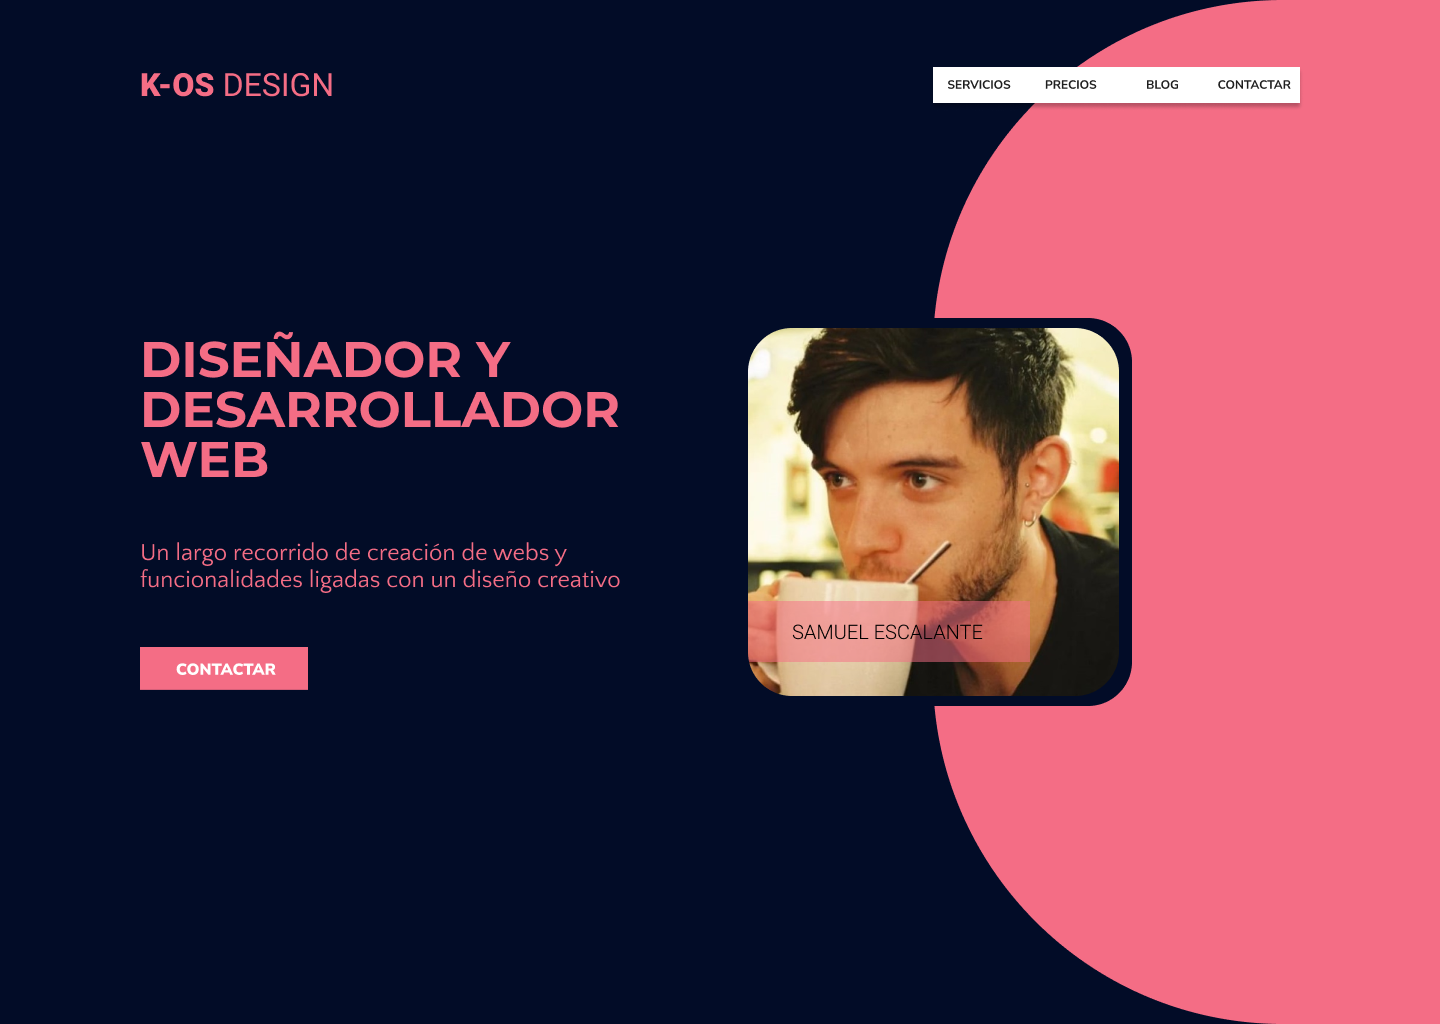 K-OS DESIGN
SERVICIOS PRECIOS BLOG CONTACTAR
DISEÑADOR Y
DESARROLLADOR
WEB
Un largo recorrido de creación de webs y
funcionalidades ligadas con un diseño creativo
CONTACTAR
SAMUEL ESCALANTE